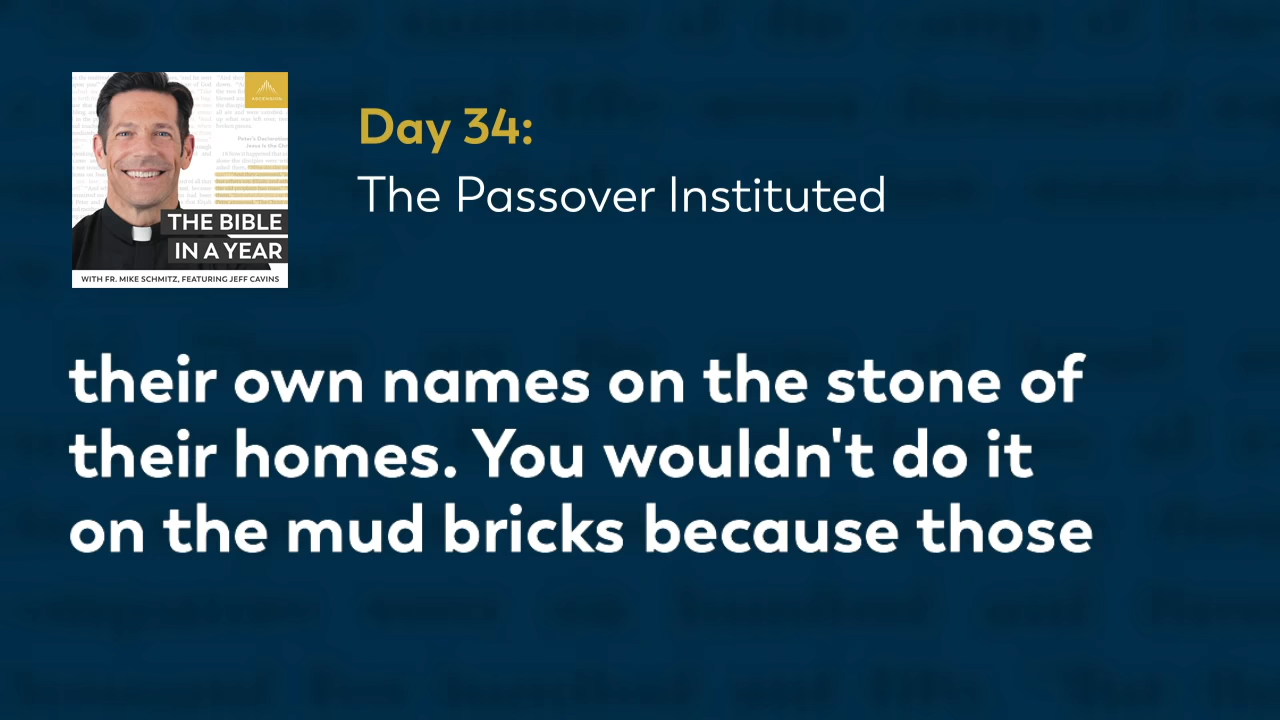 THE BIBLE
IN A YEAR
WITH FR. MIKE SCHMITZ, FEATURING JEFF CAVINS
Day 34:
The Passover Instituted
their own names on the stone of
their homes. You wouldn't do it
on the mud bricks because those